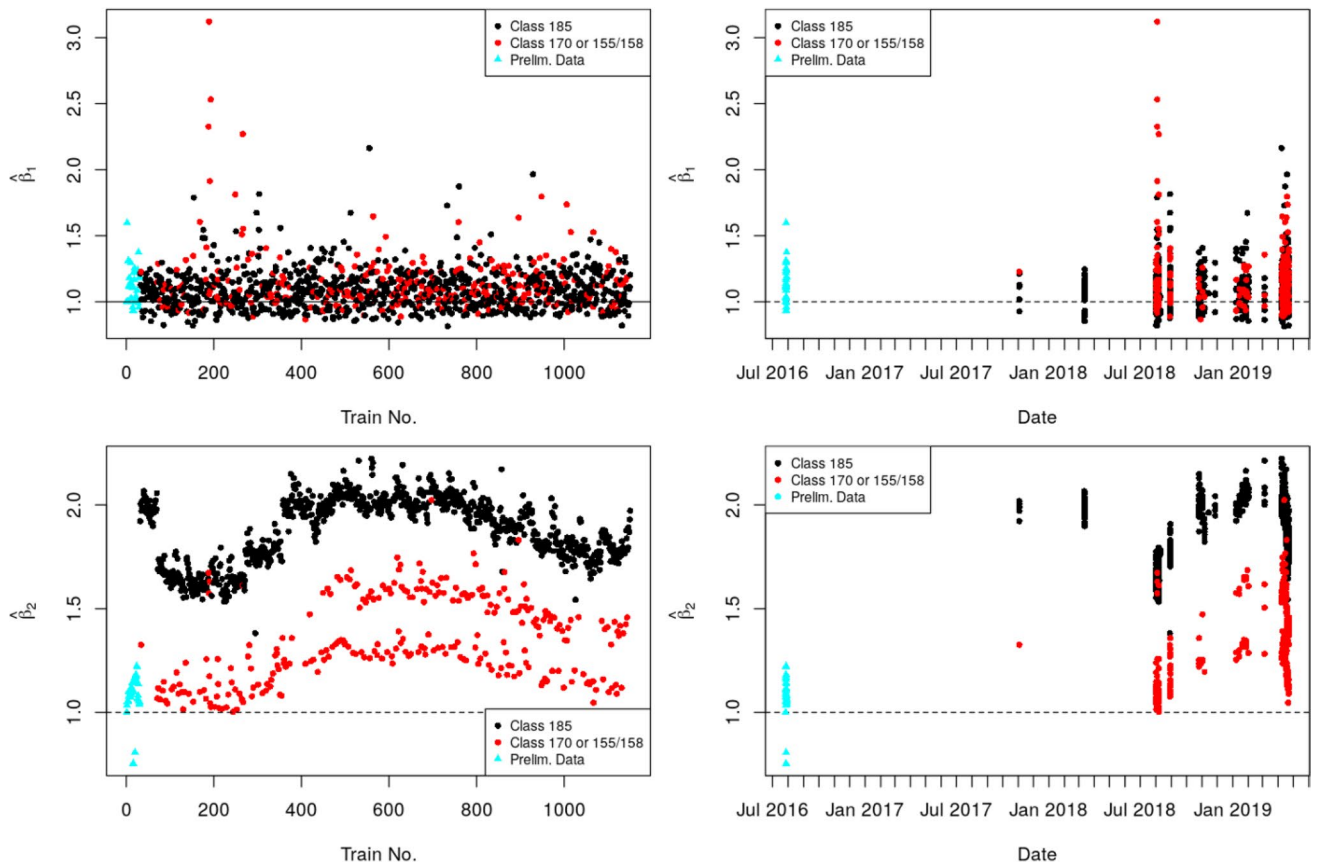 3.0
2.5
2.0
1.5
1.0
β̂1
Class 185
Class 170 or 155/158
Prelim. Data
0 200 400 600 800 1000
Train No.
3.0
2.5
2.0
1.5
1.0
β̂1
Class 185
Class 170 or 155/158
Prelim. Data
Jul 2016 Jan 2017 Jul 2017 Jan 2018 Jul 2018 Jan 2019
Date
2.0
1.5
1.0
β̂2
Class 185
Class 170 or 155/158
Prelim. Data
0 200 400 600 800 1000
Train No.
2.0
1.5
1.0
β̂2
Class 185
Class 170 or 155/158
Prelim. Data
Jul 2016 Jan 2017 Jul 2017 Jan 2018 Jul 2018 Jan 2019
Date